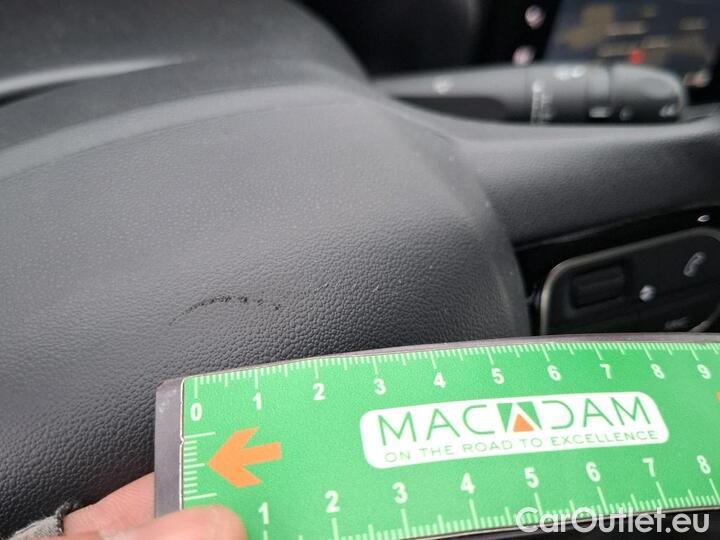 0 1 2 3 4 5 6 7 8 9
MACADAM
ON THE ROAD TO EXCELLENCE
1 2 3 4 5 6 7 8
CarOutlet.eu